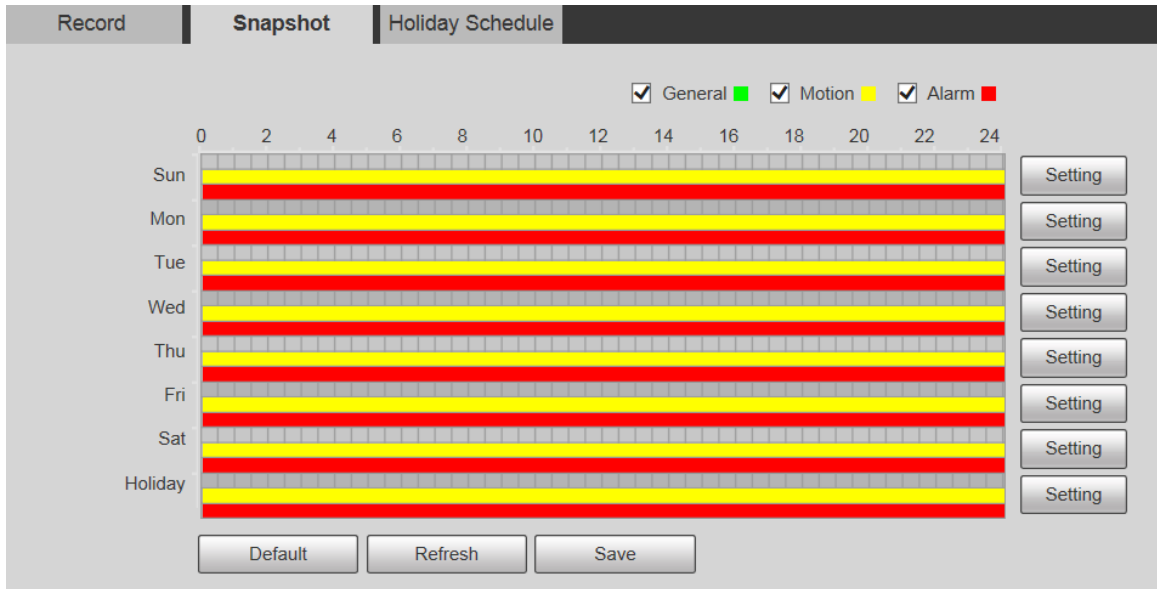 Record Snapshot Holiday Schedule
General Motion Alarm
0 2 4 6 8 10 12 14 16 18 20 22 24
Sun Setting
Mon Setting
Tue Setting
Wed Setting
Thu Setting
Fri Setting
Sat Setting
Holiday Setting
Default Refresh Save